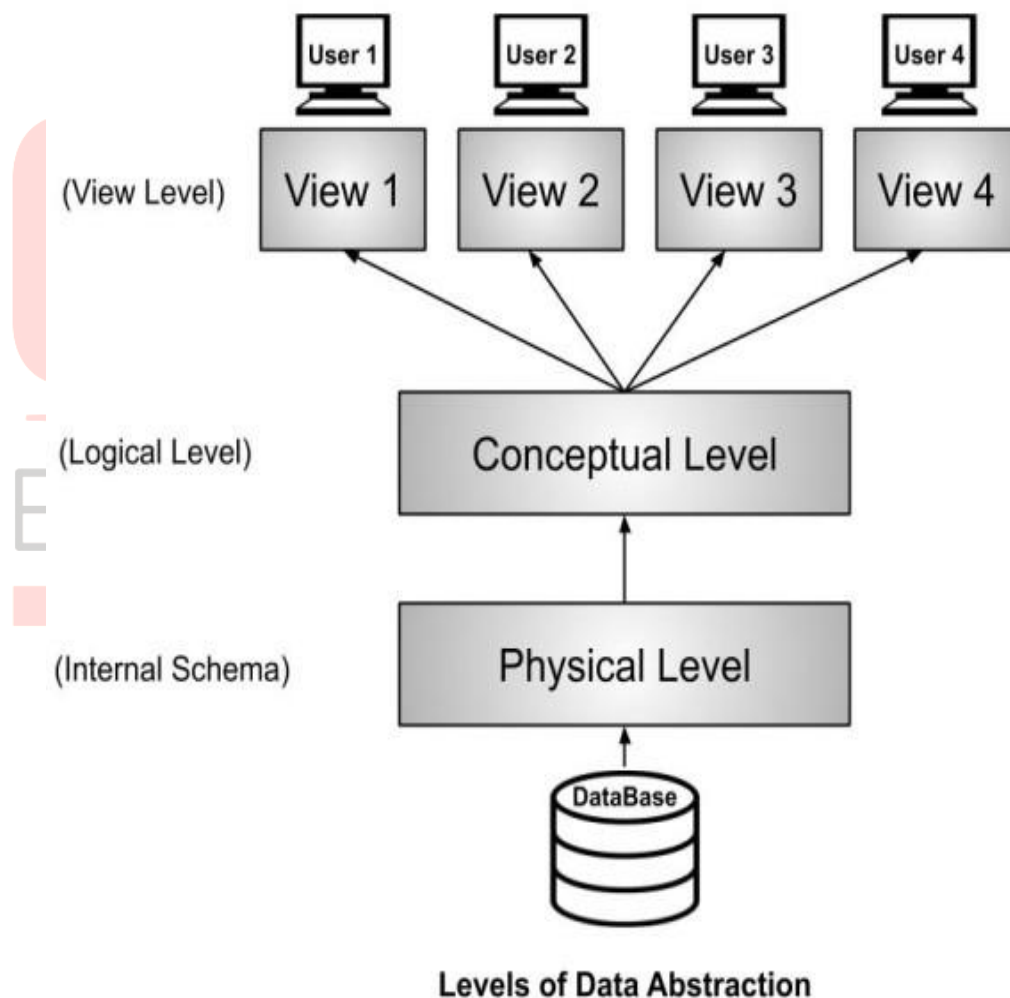 User 1 User 2 User 3 User 4
(View Level) View 1 View 2 View 3 View 4
(Logical Level) Conceptual Level
(Internal Schema) Physical Level
DataBase
Levels of Data Abstraction